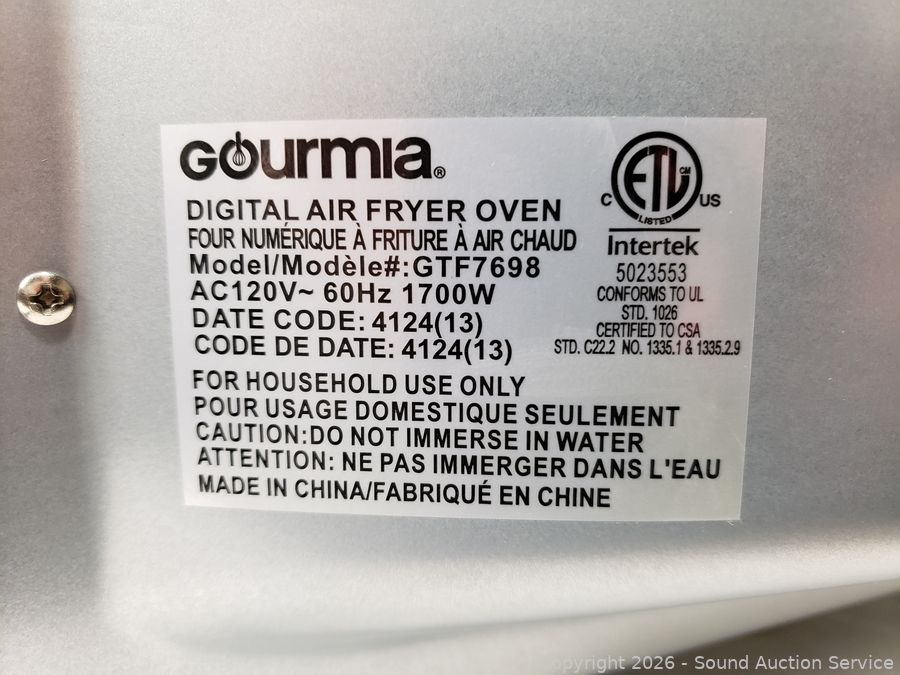 Gourmia®
DIGITAL AIR FRYER OVEN
FOUR NUMÉRIQUE À FRITURE À AIR CHAUD
Model/Modèle#:GTF7698
AC120V~ 60Hz 1700W
DATE CODE: 4124(13)
CODE DE DATE: 4124(13)
FOR HOUSEHOLD USE ONLY
POUR USAGE DOMESTIQUE SEULEMENT
CAUTION:DO NOT IMMERSE IN WATER
ATTENTION: NE PAS IMMERGER DANS L'EAU
MADE IN CHINA/FABRIQUÉ EN CHINE
ETL CM
C US
LISTED
Intertek
5023553
CONFORMS TO UL
STD. 1026
CERTIFIED TO CSA
STD. C22.2 NO. 1335.1 & 1335.2.9
Copyright 2026 - Sound Auction Service